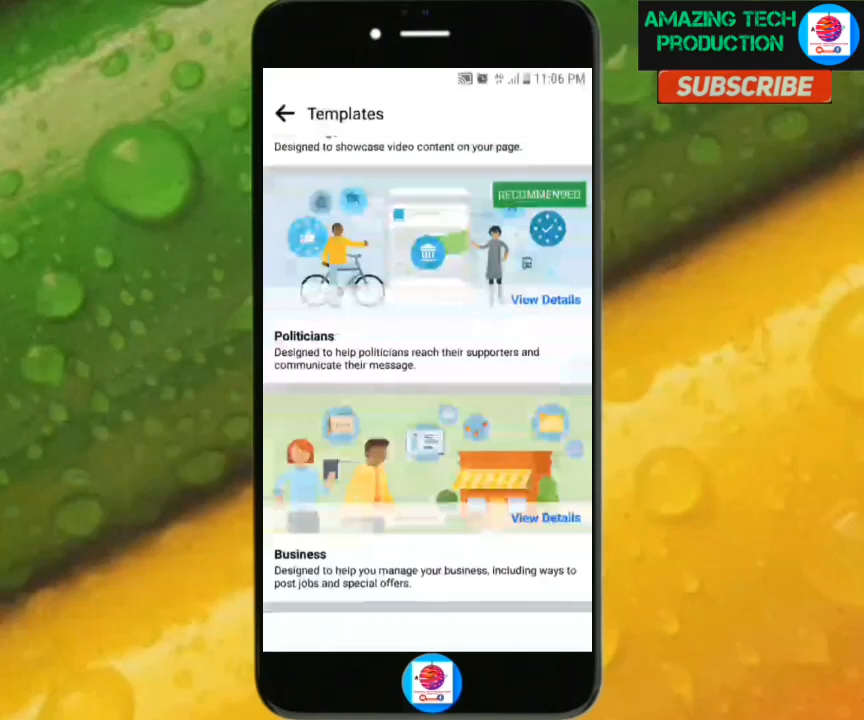 AMAZING TECH
PRODUCTION
SUBSCRIBE
11:06 PM
Templates
Designed to showcase video content on your page.
RECOMMENDED
View Details
Politicians
Designed to help politicians reach their supporters and
communicate their message.
View Details
Business
Designed to help you manage your business, including ways to
post jobs and special offers.